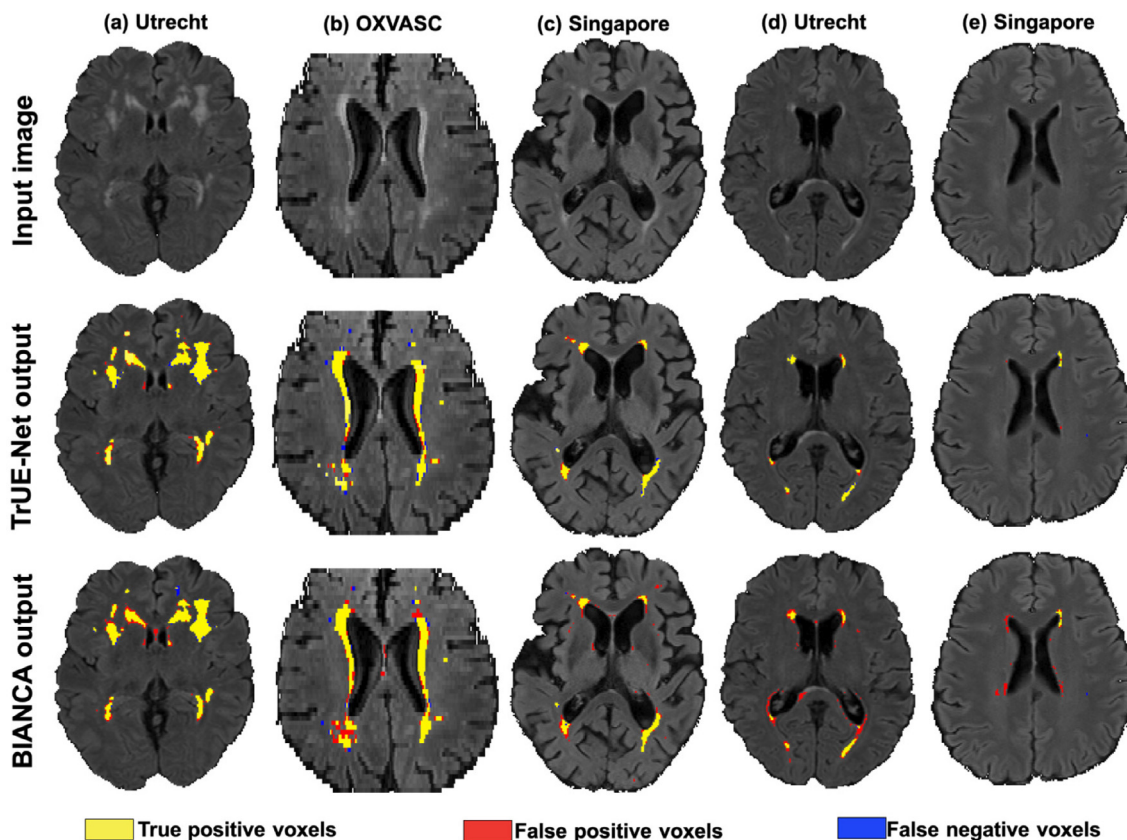 (a) Utrecht (b) OXVASC (c) Singapore (d) Utrecht (e) Singapore
Input image
TrUE-Net output
BIANCA output
True positive voxels False positive voxels False negative voxels